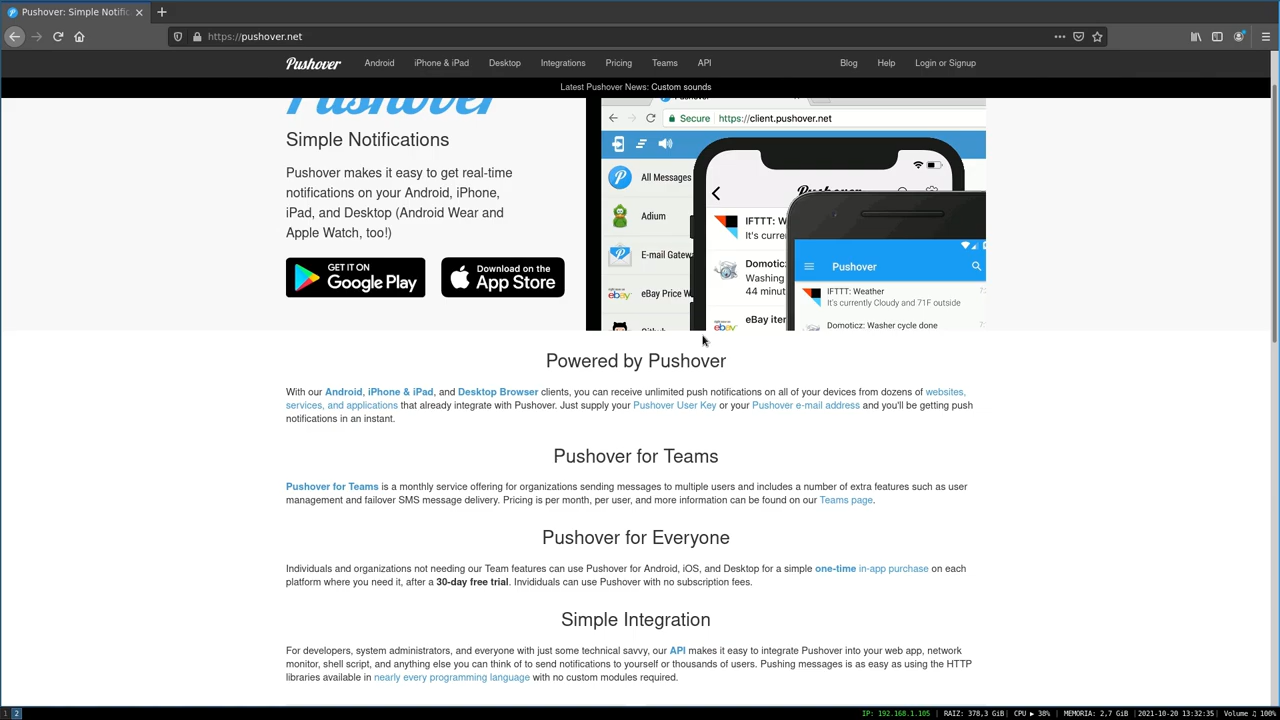 Pushover: Simple Notific
https://pushover.net
Pushover
Android
iPhone & iPad
Desktop
Integrations
Pricing
Teams
API
Blog
Help
Login or Signup
Latest Pushover News: Custom sounds
Pushover
Simple Notifications
Pushover makes it easy to get real-time
notifications on your Android, iPhone,
iPad, and Desktop (Android Wear and
Apple Watch, too!)
GET IT ON
Google Play
Download on the
App Store
Secure
https://client.pushover.net
All Messages
Adium
E-mail Gatew
eBay Price W
Github
Pushover
IFTTT: W
It's curre
Domoticz
Washing
44 minut
eBay iter
Pushover
IFTTT: Weather
It's currently Cloudy and 71F outside
Domoticz: Washer cycle done
Powered by Pushover
With our Android, iPhone & iPad, and Desktop Browser clients, you can receive unlimited push notifications on all of your devices from dozens of websites,
services, and applications that already integrate with Pushover. Just supply your Pushover User Key or your Pushover e-mail address and you'll be getting push
notifications in an instant.
Pushover for Teams
Pushover for Teams is a monthly service offering for organizations sending messages to multiple users and includes a number of extra features such as user
management and failover SMS message delivery. Pricing is per month, per user, and more information can be found on our Teams page.
Pushover for Everyone
Individuals and organizations not needing our Team features can use Pushover for Android, iOS, and Desktop for a simple one-time in-app purchase on each
platform where you need it, after a 30-day free trial. Invididuals can use Pushover with no subscription fees.
Simple Integration
For developers, system administrators, and everyone with just some technical savvy, our API makes it easy to integrate Pushover into your web app, network
monitor, shell script, and anything else you can think of to send notifications to yourself or thousands of users. Pushing messages is as easy as using the HTTP
libraries available in nearly every programming language with no custom modules required.
1 2
IP: 192.168.1.105 | RAIZ: 378,3 GiB | CPU ▶ 38% | MEMORIA: 2,7 GiB | 2021-10-20 13:32:35 | Volume ♫ 100%